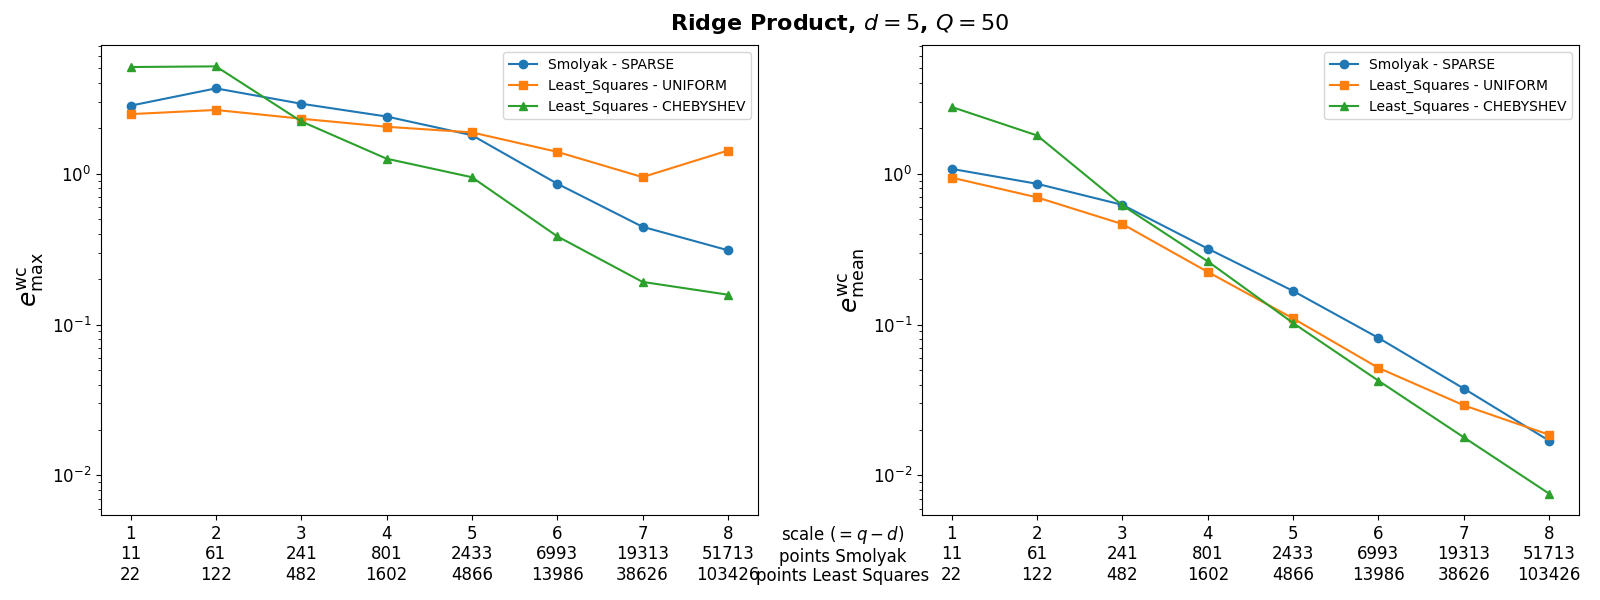 Ridge Product, d = 5, Q = 50
Smolyak - SPARSE
Least_Squares - UNIFORM
Least_Squares - CHEBYSHEV
10⁰
10⁻¹
10⁻²
e^wc_max
1 2 3 4 5 6 7 8
11 61 241 801 2433 6993 19313 51713
22 122 482 1602 4866 13986 38626 103426
scale (= q − d)
points Smolyak
points Least Squares
Smolyak - SPARSE
Least_Squares - UNIFORM
Least_Squares - CHEBYSHEV
10⁰
10⁻¹
10⁻²
e^wc_mean
1 2 3 4 5 6 7 8
11 61 241 801 2433 6993 19313 51713
22 122 482 1602 4866 13986 38626 103426